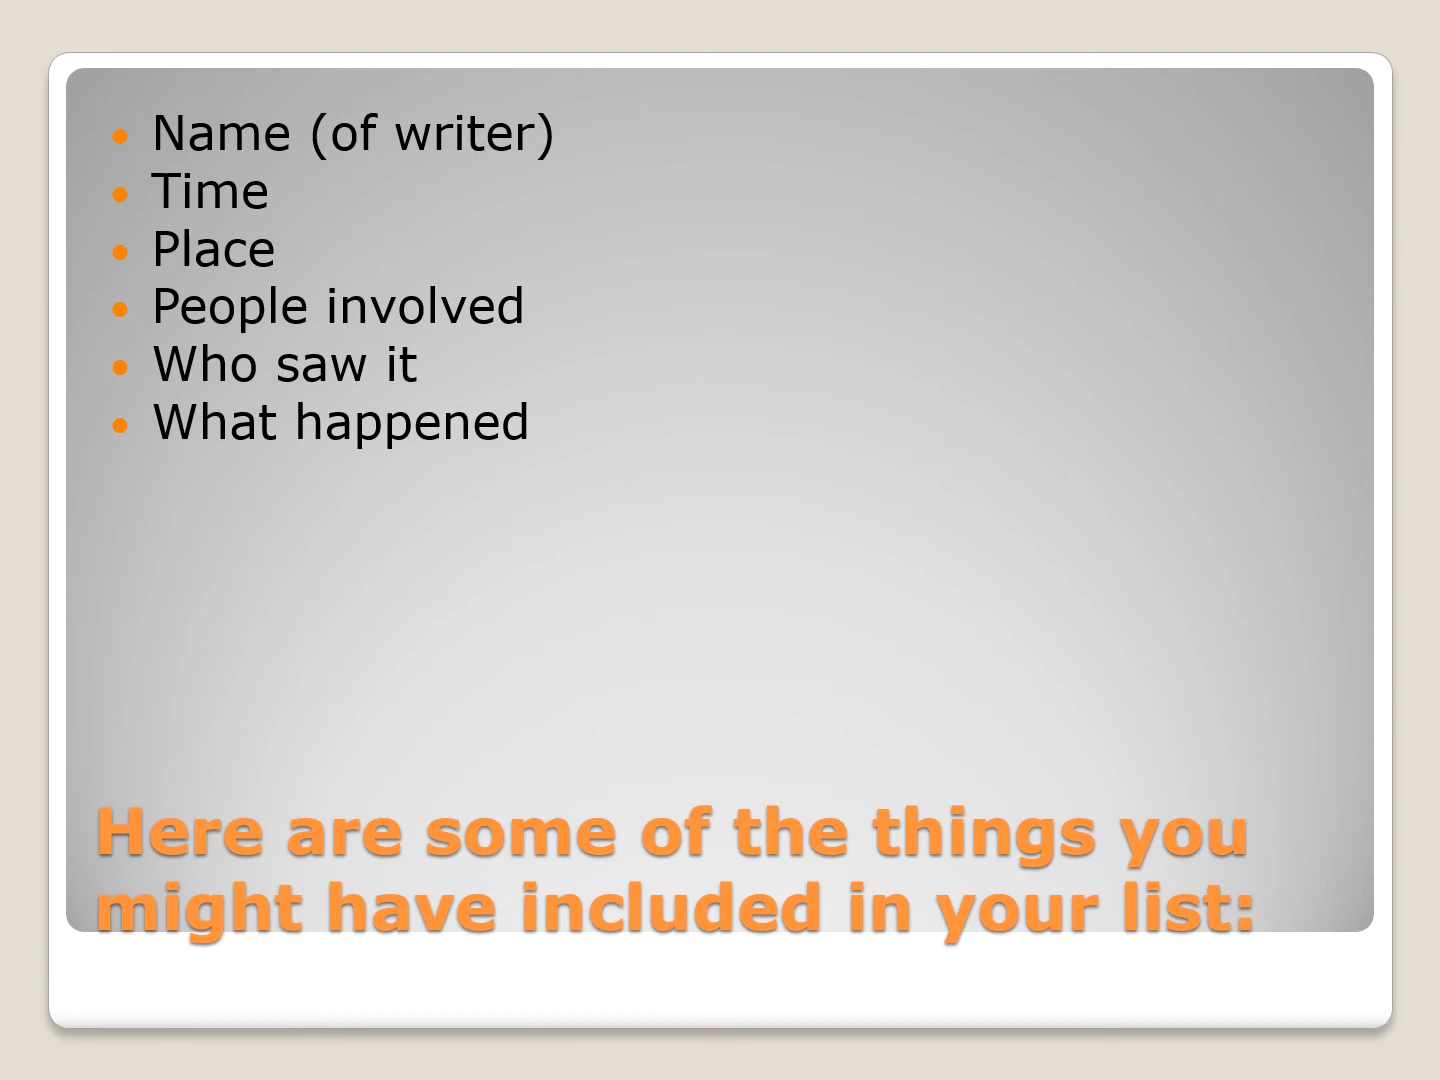 Name (of writer)
Time
Place
People involved
Who saw it
What happened
Here are some of the things you
might have included in your list: